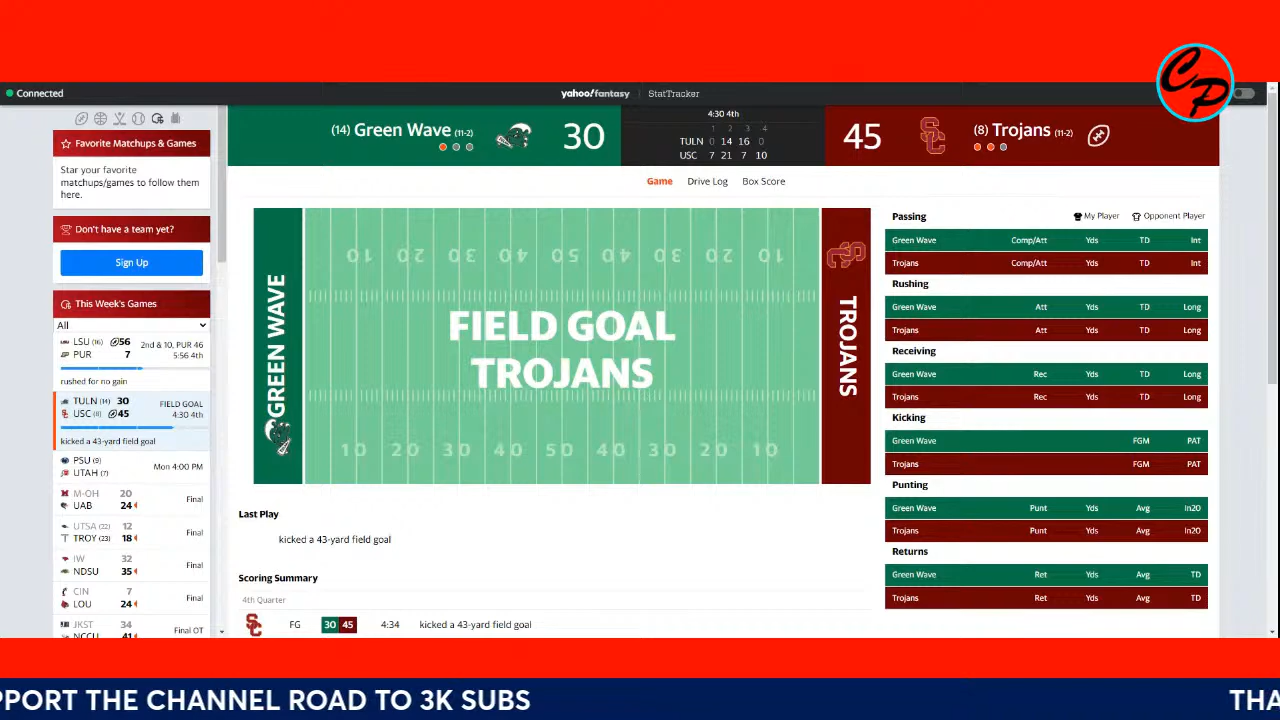 CP
Connected
yahoo!fantasy | StatTracker
(14) Green Wave (11-2)
30
4:30 4th
1 2 3 4
TULN 0 14 16 0
USC 7 21 7 10
45
SC
(8) Trojans (11-2)
Game Drive Log Box Score
Favorite Matchups & Games
Star your favorite
matchups/games to follow them
here.
Don't have a team yet?
Sign Up
This Week's Games
All
LSU (16) 56
PUR 7
2nd & 10, PUR 46
5:56 4th
rushed for no gain
TULN (14) 30
USC (8) 45
FIELD GOAL
4:30 4th
kicked a 43-yard field goal
PSU (9)
UTAH (7)
Mon 4:00 PM
M-OH 20
UAB 24
Final
UTSA (22) 12
TROY (23) 18
Final
IW 32
NDSU 35
Final
CIN 7
LOU 24
Final
JKST 34
NCCU 41
Final OT
GREEN WAVE
10 20 30 40 50 40 30 20 10
FIELD GOAL
TROJANS
10 20 30 40 50 40 30 20 10
SC
TROJANS
Last Play
kicked a 43-yard field goal
Scoring Summary
4th Quarter
SC FG 30 45 4:34 kicked a 43-yard field goal
Passing My Player Opponent Player
Green Wave Comp/Att Yds TD Int
Trojans Comp/Att Yds TD Int
Rushing
Green Wave Att Yds TD Long
Trojans Att Yds TD Long
Receiving
Green Wave Rec Yds TD Long
Trojans Rec Yds TD Long
Kicking
Green Wave FGM PAT
Trojans FGM PAT
Punting
Green Wave Punt Yds Avg In20
Trojans Punt Yds Avg In20
Returns
Green Wave Ret Yds Avg TD
Trojans Ret Yds Avg TD
PPORT THE CHANNEL ROAD TO 3K SUBS THA